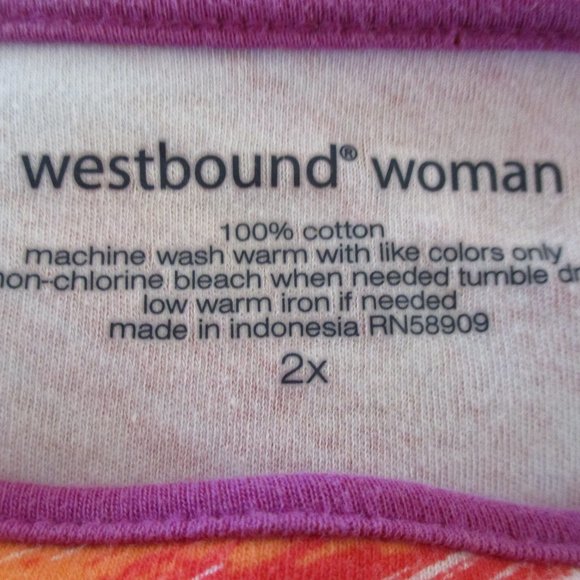 westbound® woman
100% cotton
machine wash warm with like colors only
non-chlorine bleach when needed tumble dr
low warm iron if needed
made in indonesia RN58909
2x